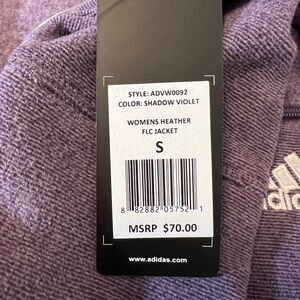 STYLE: ADVW0092
COLOR: SHADOW VIOLET
WOMENS HEATHER
FLC JACKET
S
8 82882 05752 1
MSRP $70.00
www.adidas.com
adidas